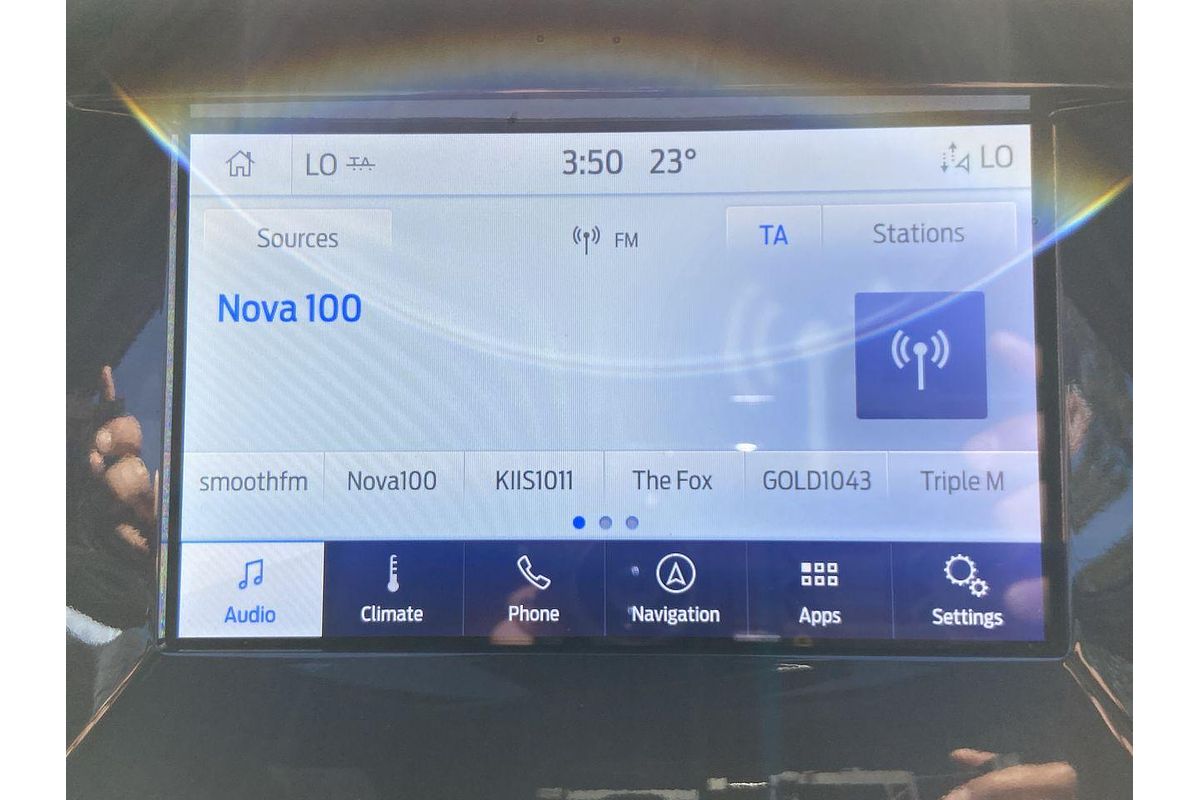 LO TA 3:50 23° LO
Sources FM TA Stations
Nova 100
smoothfm Nova100 KIIS1011 The Fox GOLD1043 Triple M
Audio Climate Phone Navigation Apps Settings